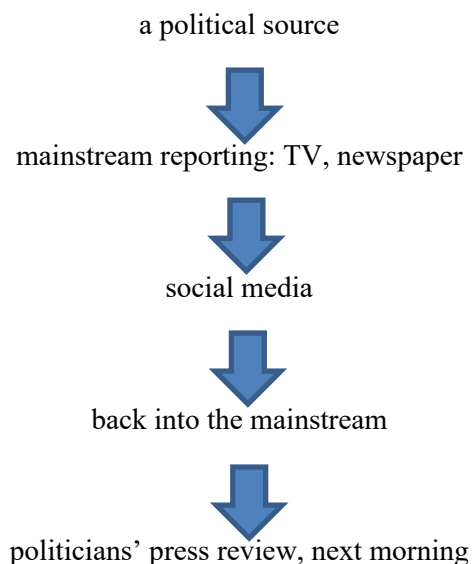 a political source
mainstream reporting: TV, newspaper
social media
back into the mainstream
politicians’ press review, next morning